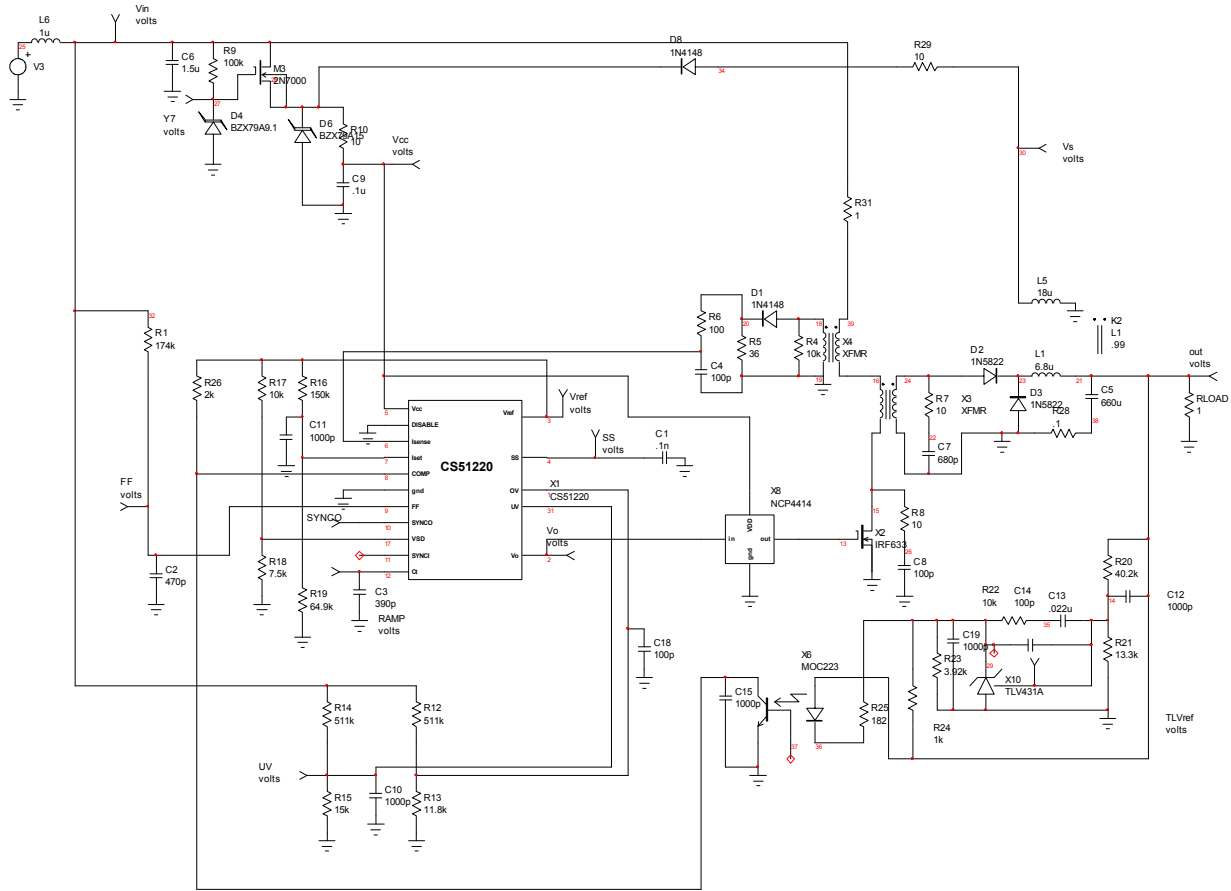 L6
1u
25
V3
Vin
volts
C6
1.5u
R9
100k
M3
2N7000
27
Y7
volts
D4
BZX79A9.1
D6
BZX79A15
R10
10
C9
.1u
Vcc
volts
D8
1N4148
34
R29
10
30
Vs
volts
R31
1
L5
18u
K2
L1
.99
32
R1
174k
R6
100
D1
1N4148
20
R5
36
R4
10k
C4
100p
18
39
X4
XFMR
19
16
24
R7
10
22
C7
680p
X3
XFMR
D2
1N5822
23
D3
1N5822
L1
6.8u
21
R28
.1
C5
660u
38
out
volts
RLOAD
1
R26
2k
R17
10k
R16
150k
C11
1000p
Vcc
DISABLE
Isense
Iset
COMP
gnd
FF
SYNCO
VSD
SYNCI
Ct
CS51220
Vref
SS
OV
UV
Vo
5
6
7
8
9
10
17
11
12
3
4
31
2
Vref
volts
SS
volts
C1
.1n
X1
CS51220
Vo
volts
X8
NCP4414
VDD
in
out
gnd
13
15
X2
IRF633
R8
10
26
C8
100p
FF
volts
SYNCO
C2
470p
R18
7.5k
R19
64.9k
C3
390p
RAMP
volts
C18
100p
R20
40.2k
R22
10k
C14
100p
C13
.022u
35
14
C12
1000p
R21
13.3k
C19
1000p
R23
3.92k
29
X10
TLV431A
TLVref
volts
X6
MOC223
C15
1000p
37
36
R25
182
R24
1k
R14
511k
R12
511k
UV
volts
R15
15k
C10
1000p
R13
11.8k